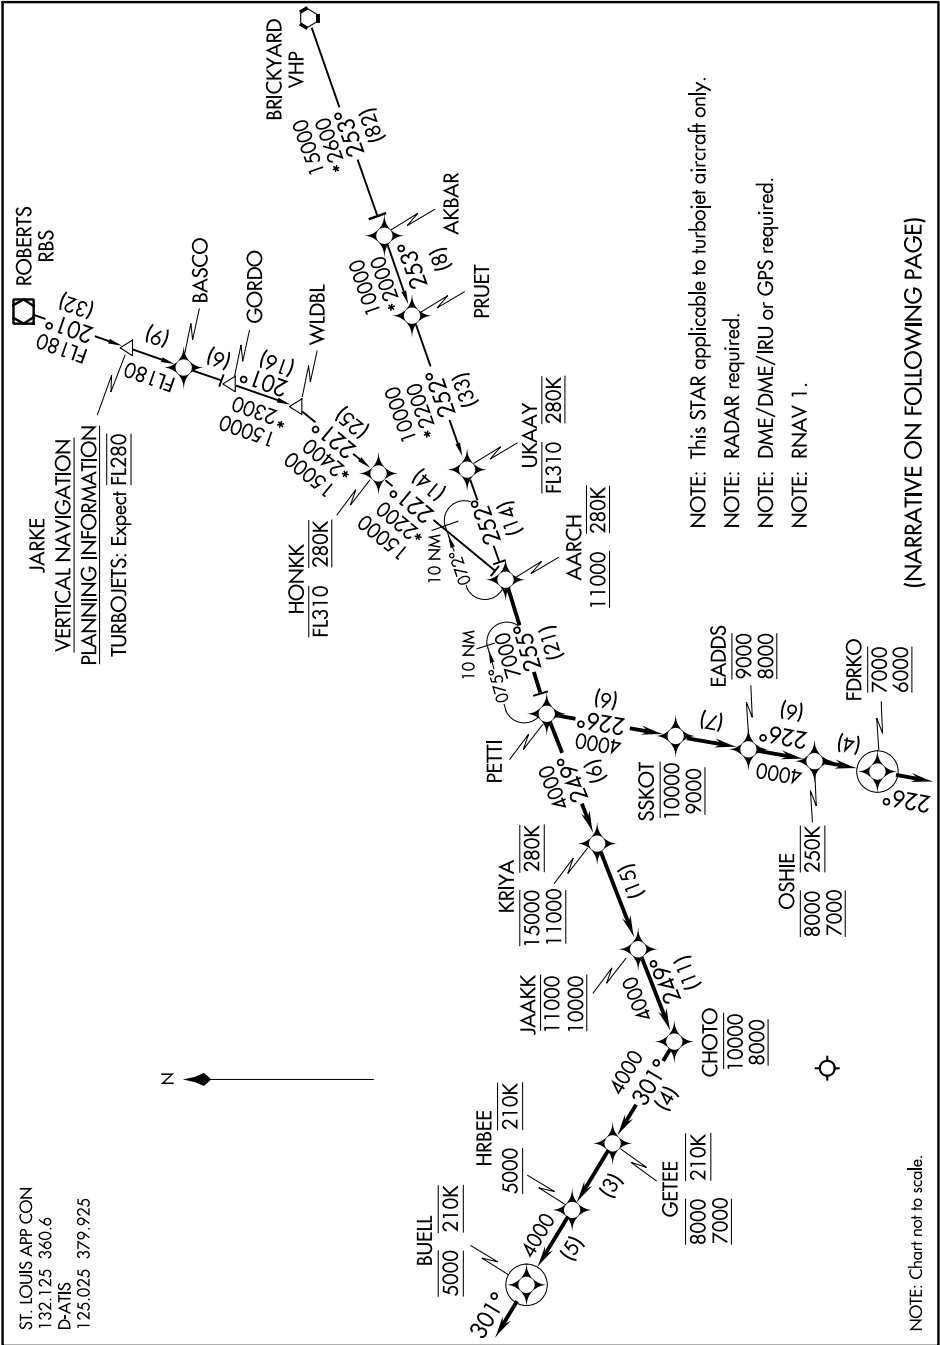 ST. LOUIS APP CON
132.125 360.6
D-ATIS
125.025 379.925
N
JARKE
VERTICAL NAVIGATION
PLANNING INFORMATION
TURBOJETS: Expect FL280
ROBERTS
RBS
FL180
201°
(32)
FL180
(9)
BASCO
(6)
GORDO
15000
*2300
201°
(16)
WLDBL
15000
*2400
221°
(25)
HONKK
FL310 280K
15000
*2200
221°
(14)
BRICKYARD
VHP
15000
*2600
253°
(82)
AKBAR
10000
*2000
253°
(8)
PRUET
10000
*2200
252°
(33)
UKAAY
FL310 280K
252°
(14)
10 NM
072°
AARCH
11000 280K
10 NM
075°
7000
255°
(21)
PETTI
4000
249°
(6)
KRIYA
15000 280K
11000
(15)
JAAKK
11000
10000
4000
249°
(11)
CHOTO
10000
8000
4000
301°
(4)
GETEE
8000 210K
7000
(3)
HRBEE
5000 210K
4000
(5)
BUELL
5000 210K
301°
4000
226°
(6)
SSKOT
10000
9000
(7)
EADDS
9000
8000
4000
226°
(6)
OSHIE
8000 250K
7000
(4)
FDRKO
7000
6000
226°
NOTE: This STAR applicable to turbojet aircraft only.
NOTE: RADAR required.
NOTE: DME/DME/IRU or GPS required.
NOTE: RNAV 1.
(NARRATIVE ON FOLLOWING PAGE)
NOTE: Chart not to scale.